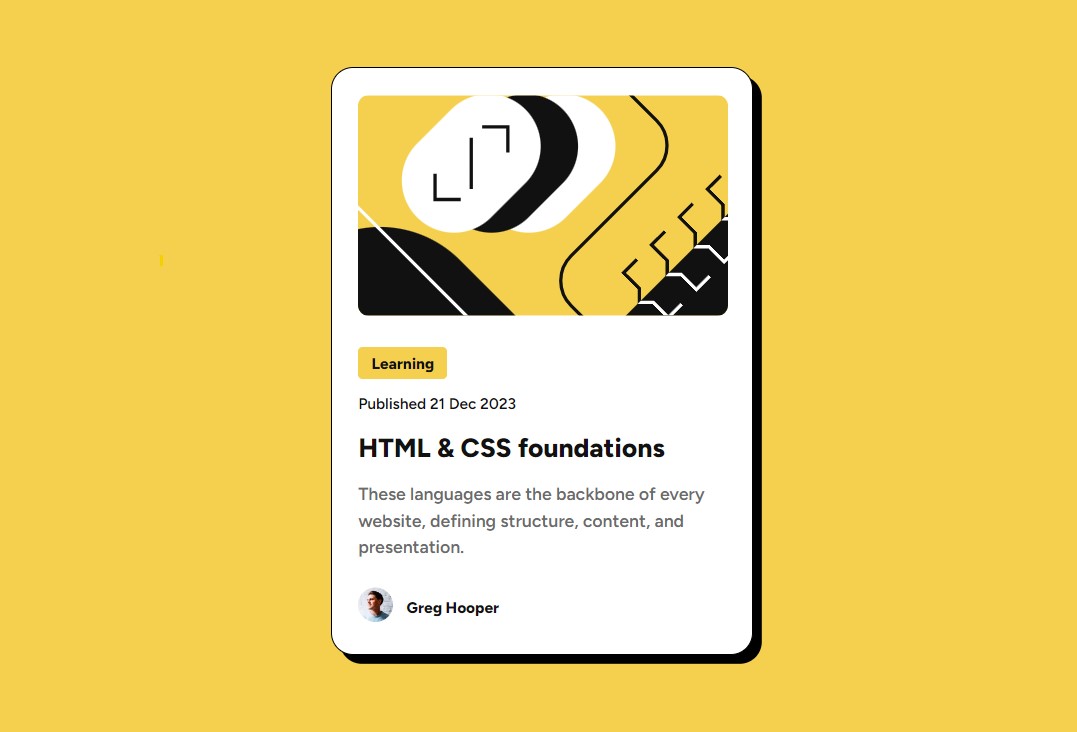 Learning
Published 21 Dec 2023
HTML & CSS foundations
These languages are the backbone of every
website, defining structure, content, and
presentation.
Greg Hooper